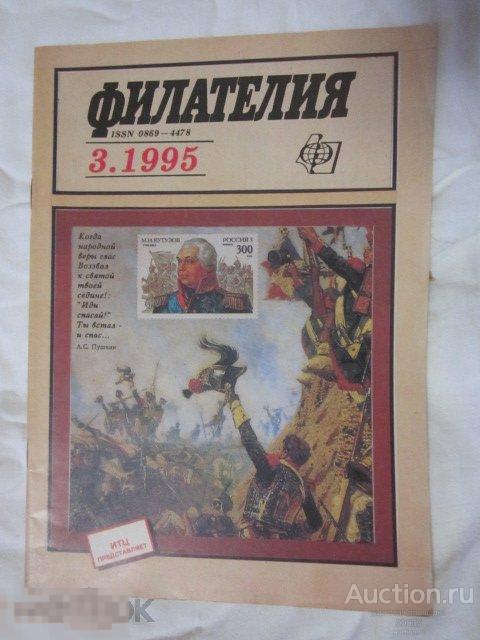 ФИЛАТЕЛИЯ
ISSN 0869—4478
3.1995
Когда
народной
веры глас
Воззвал
к святой
твоей
седине!:
"Иди
спасай!"
Ты встал -
и спас...
А.С. Пушкин
М.И.КУТУЗОВ
РОССИЯ
300
ИТЦ
ПРЕДСТАВЛЯЕТ
Auction.ru